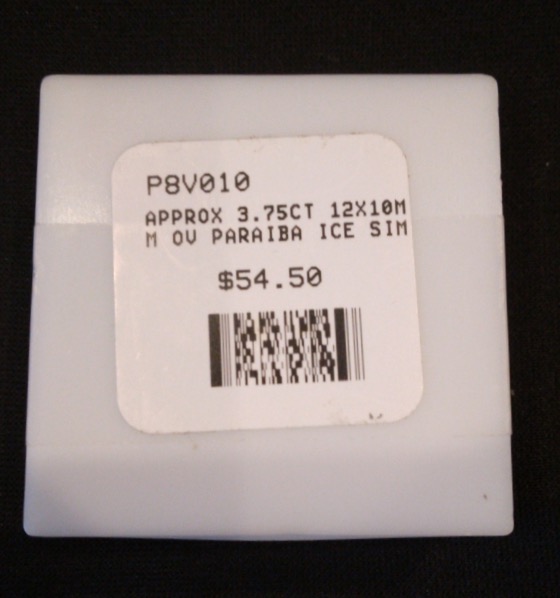 P8V010
APPROX 3.75CT 12X10M
M OV PARAIBA ICE SIM
$54.50